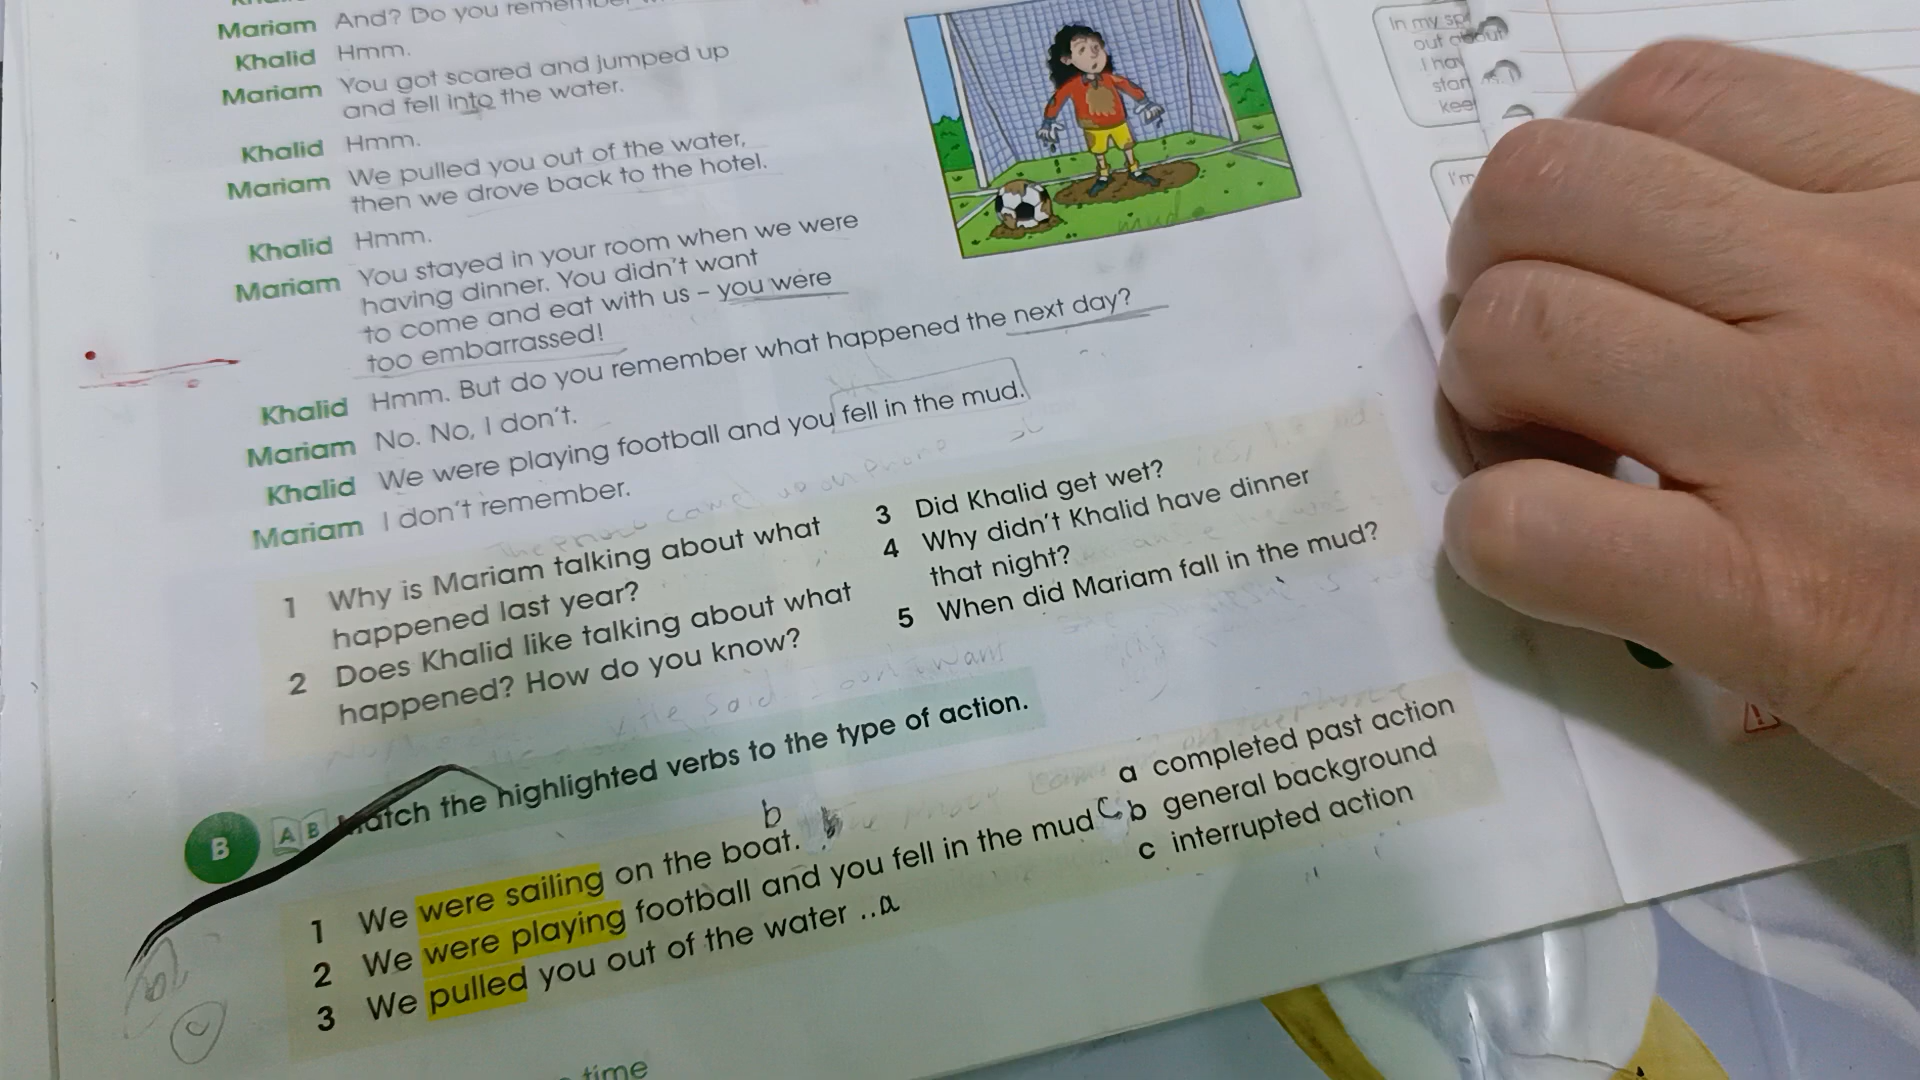 Mariam And? Do you
Khalid Hmm.
Mariam You got scared and jumped up
and fell into the water.
Khalid Hmm.
Mariam We pulled you out of the water,
then we drove back to the hotel.
Khalid Hmm.
Mariam You stayed in your room when we were
having dinner. You didn't want
to come and eat with us – you were
too embarrassed!
Khalid Hmm. But do you remember what happened the next day?
Mariam No. No, I don't.
Khalid We were playing football and you fell in the mud.
Mariam I don't remember.
mud
1 Why is Mariam talking about what
happened last year?
2 Does Khalid like talking about what
happened? How do you know?
3 Did Khalid get wet?
4 Why didn't Khalid have dinner
that night?
5 When did Mariam fall in the mud?
B AB Match the highlighted verbs to the type of action.
b
1 We were sailing on the boat.
2 We were playing football and you fell in the mud C
3 We pulled you out of the water ..a
a completed past action
b general background
c interrupted action
time
In my
out about
I
I'm